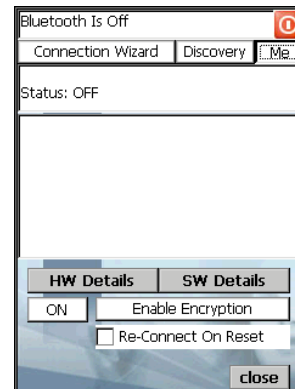 Bluetooth Is Off
Connection Wizard Discovery Me
Status: OFF
HW Details SW Details
ON Enable Encryption
Re-Connect On Reset
close